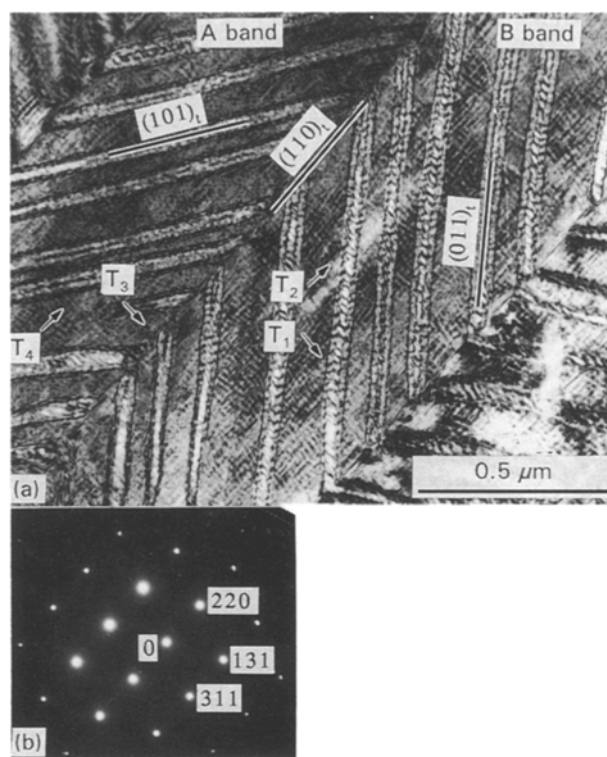 A band
B band
(101)t
(110)t
(011)t
T3
T2
T4
T1
0.5 µm
(a)
220
0
131
311
(b)